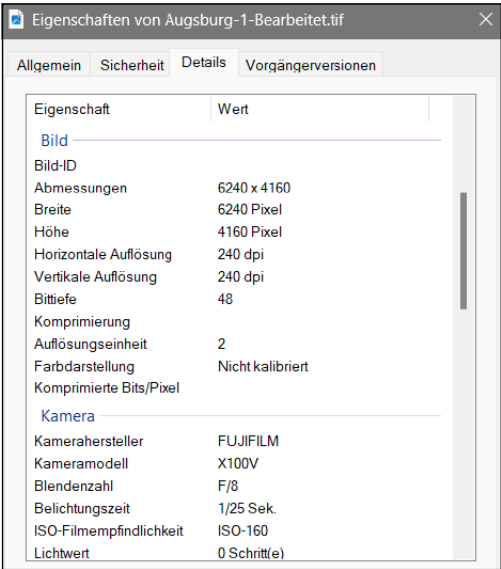 Eigenschaften von Augsburg-1-Bearbeitet.tif
Allgemein Sicherheit Details Vorgängerversionen
Eigenschaft Wert
Bild
Bild-ID
Abmessungen 6240 x 4160
Breite 6240 Pixel
Höhe 4160 Pixel
Horizontale Auflösung 240 dpi
Vertikale Auflösung 240 dpi
Bittiefe 48
Komprimierung
Auflösungseinheit 2
Farbdarstellung Nicht kalibriert
Komprimierte Bits/Pixel
Kamera
Kamerahersteller FUJIFILM
Kameramodell X100V
Blendenzahl F/8
Belichtungszeit 1/25 Sek.
ISO-Filmempfindlichkeit ISO-160
Lichtwert 0 Schritt(e)